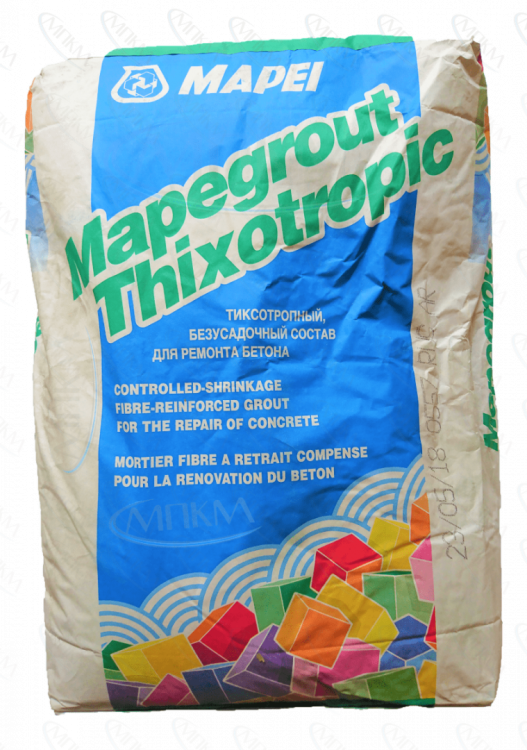 MAPEI
Mapegrout
Thixotropic
ТИКСОТРОПНЫЙ,
БЕЗУСАДОЧНЫЙ СОСТАВ
ДЛЯ РЕМОНТА БЕТОНА
CONTROLLED-SHRINKAGE
FIBRE-REINFORCED GROUT
FOR THE REPAIR OF CONCRETE
MORTIER FIBRE A RETRAIT COMPENSE
POUR LA RENOVATION DU BETON
МПКМ